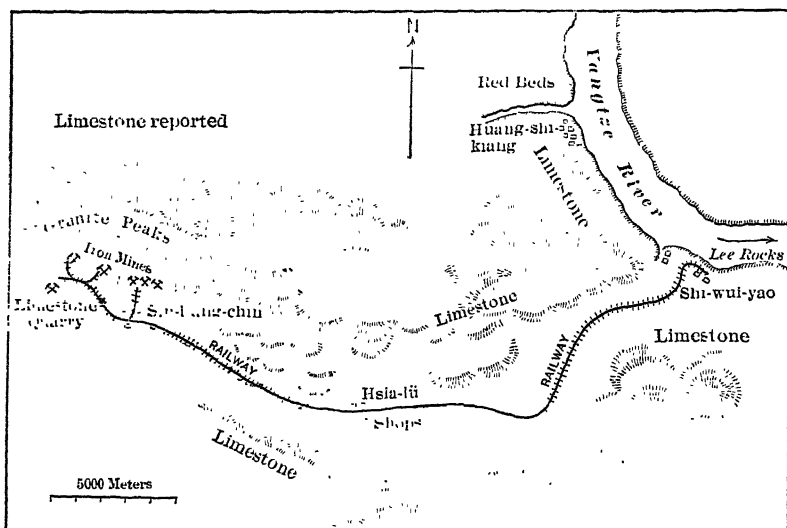 N
Yangtze River
Red Beds
Limestone reported
Huang-shi-
kiang
Limestone
Granite Peaks
Iron Mines
Lee Rocks
Limestone
Quarry
Limestone
Shi-wui-yao
RAILWAY
RAILWAY
Limestone
Hsia-lü
Shops
Limestone
5000 Meters